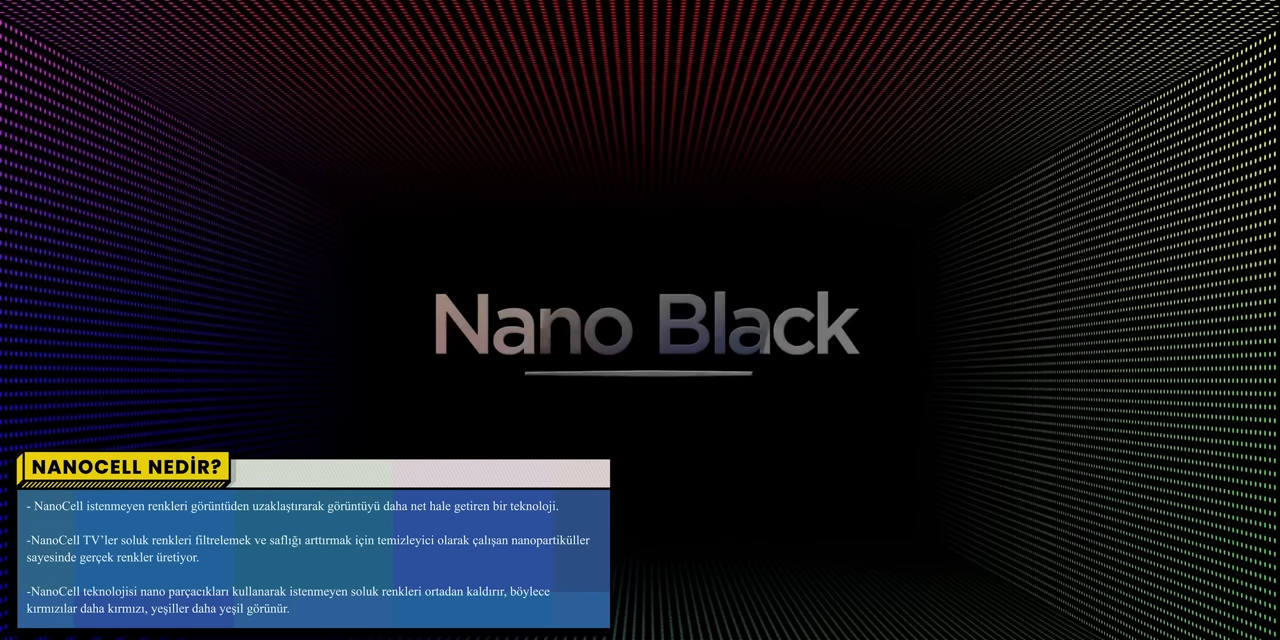 Nano Black
NANOCELL NEDİR?
- NanoCell istenmeyen renkleri görüntüden uzaklaştırarak görüntüyü daha net hale getiren bir teknoloji.
-NanoCell TV'ler soluk renkleri filtrelemek ve saflığı arttırmak için temizleyici olarak çalışan nanopartiküller
sayesinde gerçek renkler üretiyor.
-NanoCell teknolojisi nano parçacıkları kullanarak istenmeyen soluk renkleri ortadan kaldırır, böylece
kırmızılar daha kırmızı, yeşiller daha yeşil görünür.